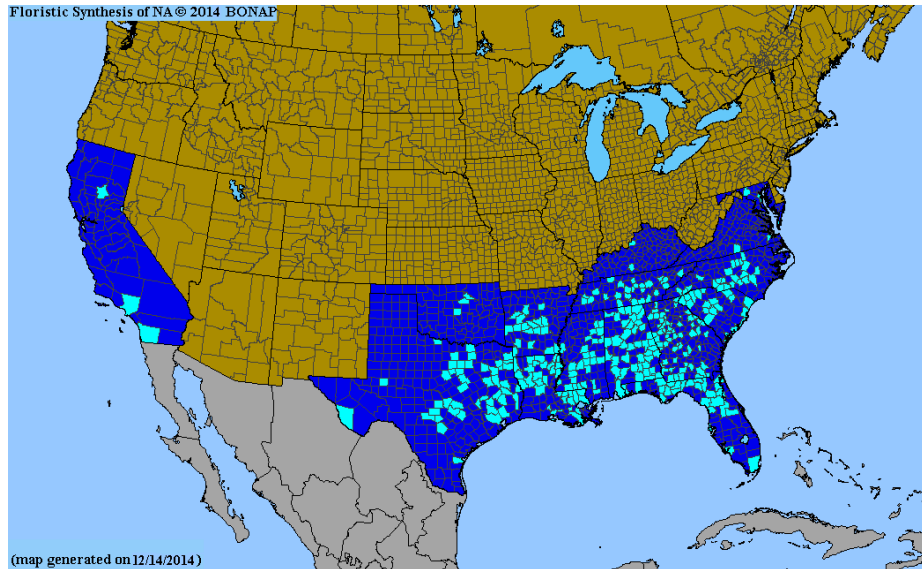 Floristic Synthesis of NA © 2014 BONAP
(map generated on 12/14/2014)